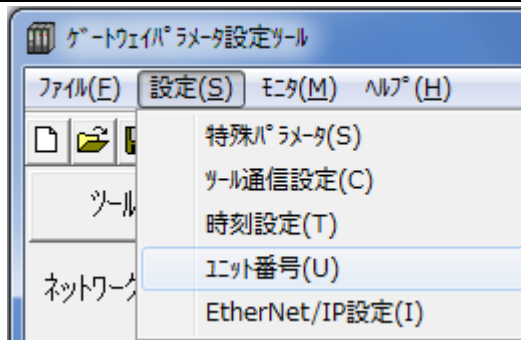 ｹﾞｰﾄｳｪｲﾊﾟﾗﾒｰﾀ設定ﾂｰﾙ
ﾌｧｲﾙ(F) 設定(S) ﾓﾆﾀ(M) ﾍﾙﾌﾟ(H)
特殊ﾊﾟﾗﾒｰﾀ(S)
ﾂｰﾙ通信設定(C)
時刻設定(T)
ﾕﾆｯﾄ番号(U)
EtherNet/IP設定(I)
ﾂｰﾙ
ﾈｯﾄﾜｰｸ